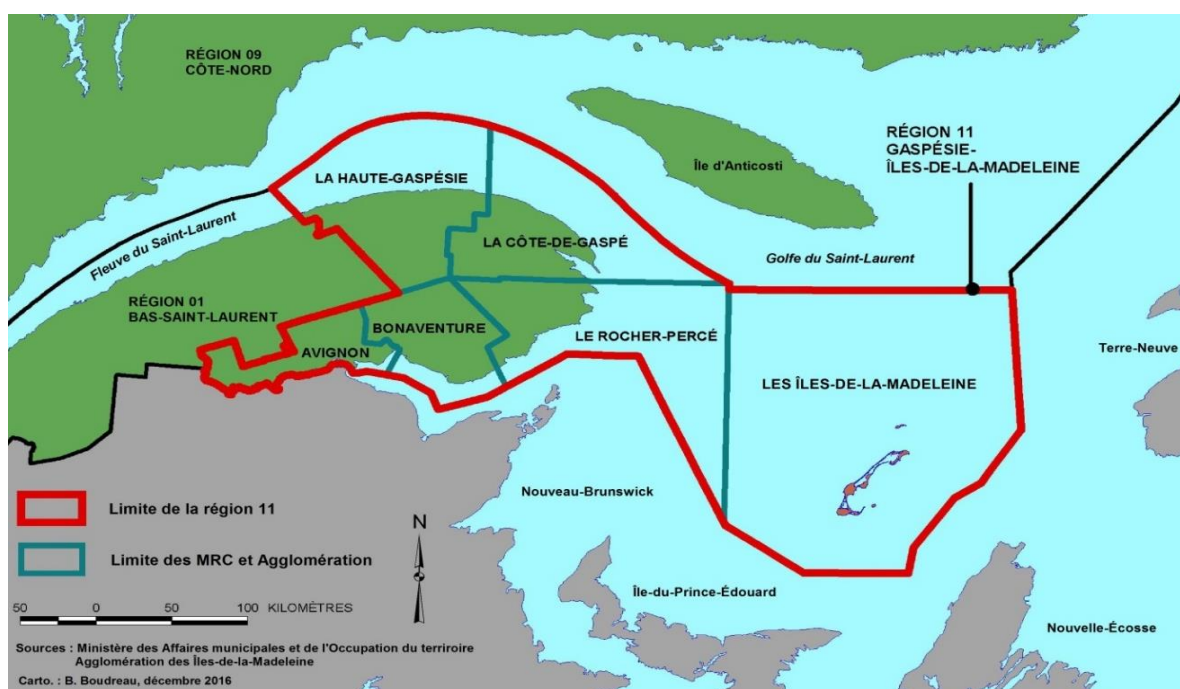 RÉGION 09
CÔTE-NORD
RÉGION 11
GASPÉSIE-
ÎLES-DE-LA-MADELEINE
Île d'Anticosti
LA HAUTE-GASPÉSIE
Fleuve du Saint-Laurent
LA CÔTE-DE-GASPÉ
Golfe du Saint-Laurent
RÉGION 01
BAS-SAINT-LAURENT
BONAVENTURE
LE ROCHER-PERCÉ
AVIGNON
Terre-Neuve
LES ÎLES-DE-LA-MADELEINE
Nouveau-Brunswick
Limite de la région 11
N
Limite des MRC et Agglomération
Île-du-Prince-Édouard
50 0 50 100 KILOMÉTRES
Nouvelle-Écosse
Sources : Ministère des Affaires municipales et de l'Occupation du terriroire
Agglomération des Îles-de-la-Madeleine
Carto. : B. Boudreau, décembre 2016